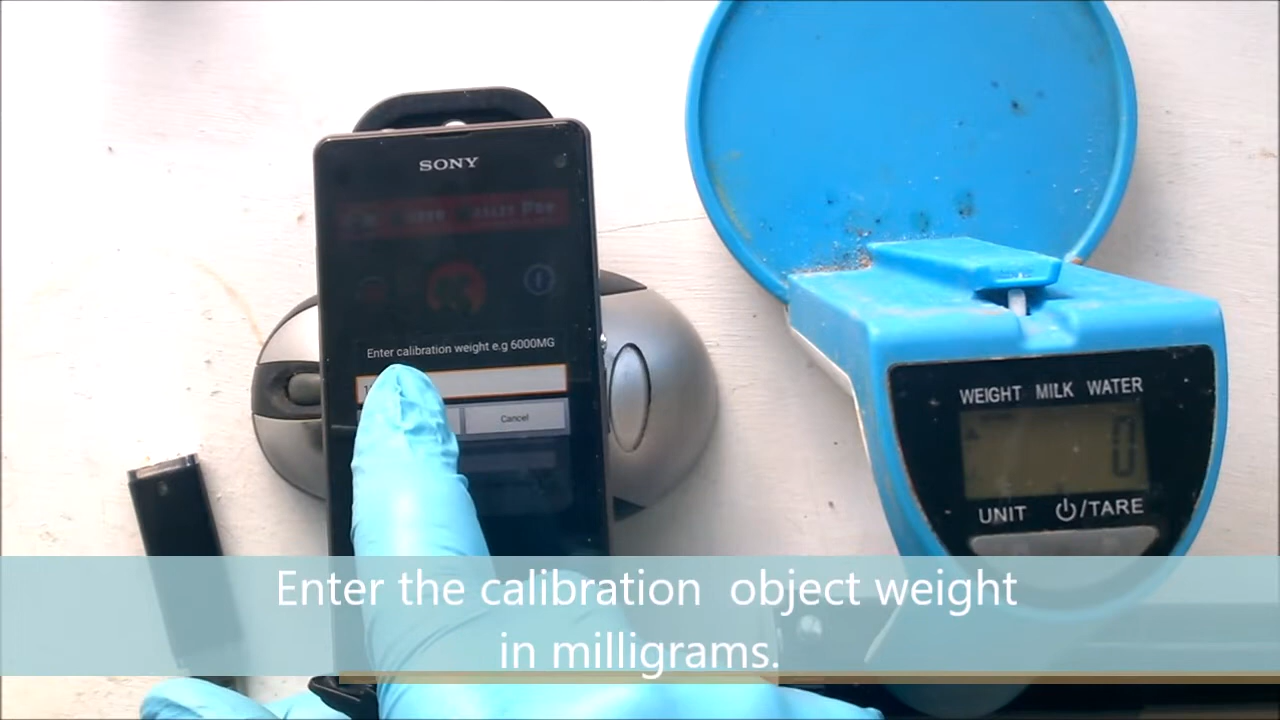 SONY
Enter calibration weight e.g 6000MG
Cancel
WEIGHT MILK WATER
0
UNIT ⏻/TARE
Enter the calibration object weight
in milligrams.